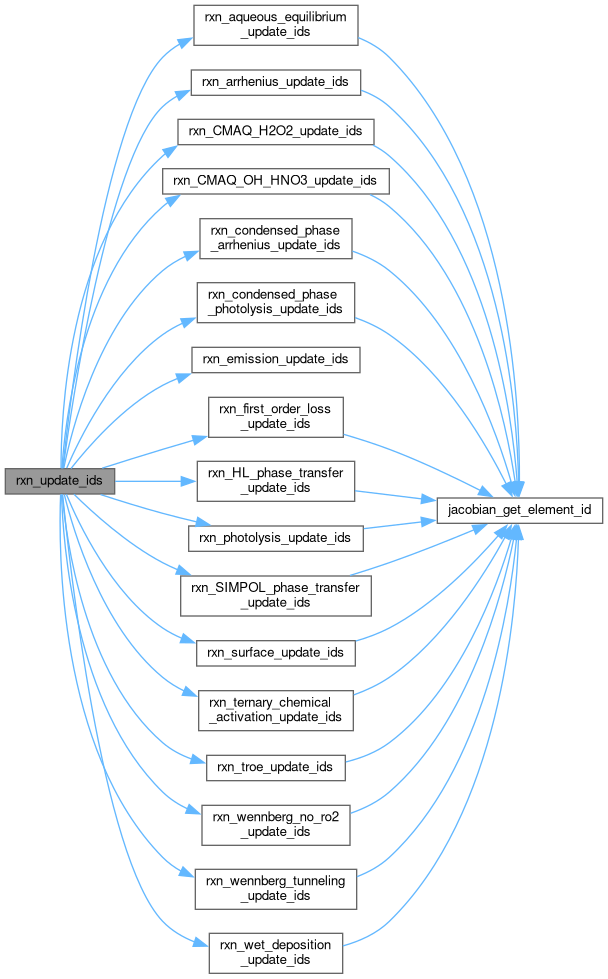 rxn_update_ids
rxn_aqueous_equilibrium
_update_ids
rxn_arrhenius_update_ids
rxn_CMAQ_H2O2_update_ids
rxn_CMAQ_OH_HNO3_update_ids
rxn_condensed_phase
_arrhenius_update_ids
rxn_condensed_phase
_photolysis_update_ids
rxn_emission_update_ids
rxn_first_order_loss
_update_ids
rxn_HL_phase_transfer
_update_ids
rxn_photolysis_update_ids
rxn_SIMPOL_phase_transfer
_update_ids
rxn_surface_update_ids
rxn_ternary_chemical
_activation_update_ids
rxn_troe_update_ids
rxn_wennberg_no_ro2
_update_ids
rxn_wennberg_tunneling
_update_ids
rxn_wet_deposition
_update_ids
jacobian_get_element_id